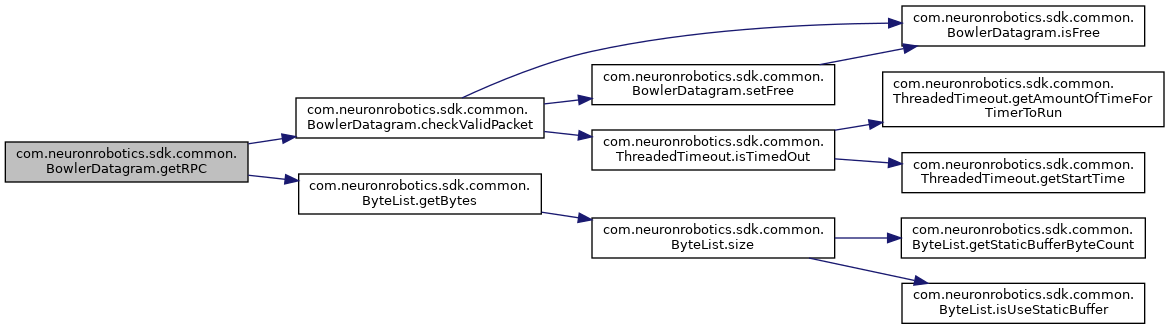 com.neuronrobotics.sdk.common.
BowlerDatagram.getRPC
com.neuronrobotics.sdk.common.
BowlerDatagram.checkValidPacket
com.neuronrobotics.sdk.common.
ByteList.getBytes
com.neuronrobotics.sdk.common.
BowlerDatagram.setFree
com.neuronrobotics.sdk.common.
ThreadedTimeout.isTimedOut
com.neuronrobotics.sdk.common.
ByteList.size
com.neuronrobotics.sdk.common.
BowlerDatagram.isFree
com.neuronrobotics.sdk.common.
ThreadedTimeout.getAmountOfTimeFor
TimerToRun
com.neuronrobotics.sdk.common.
ThreadedTimeout.getStartTime
com.neuronrobotics.sdk.common.
ByteList.getStaticBufferByteCount
com.neuronrobotics.sdk.common.
ByteList.isUseStaticBuffer